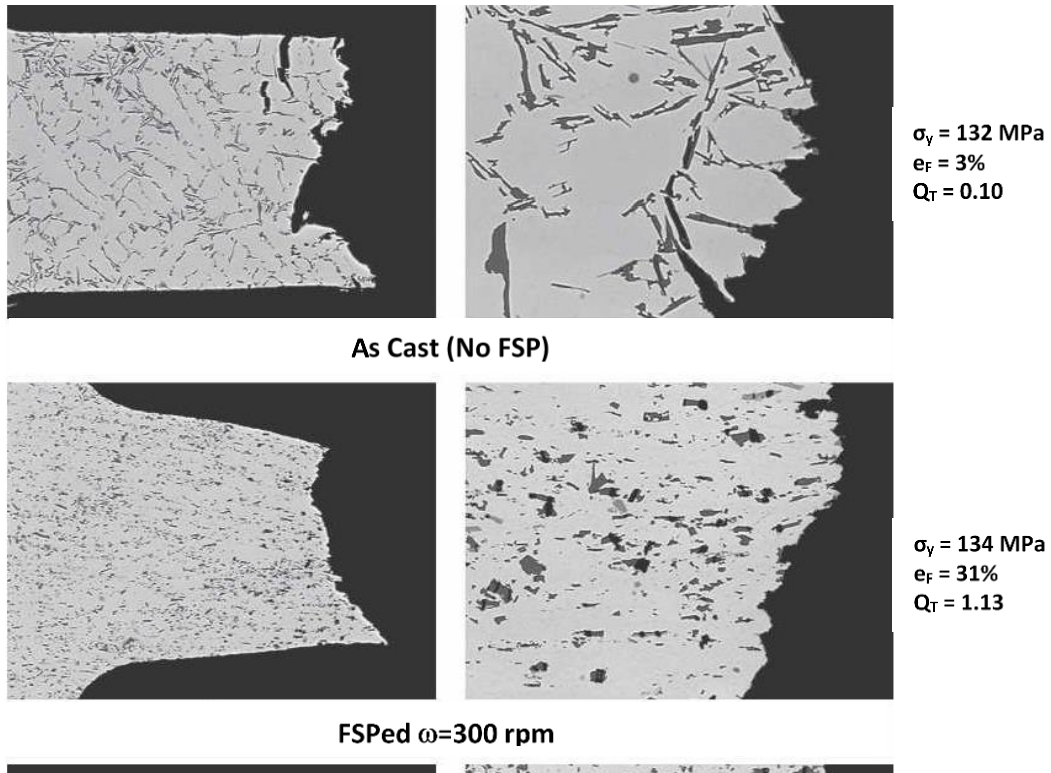 σy = 132 MPa
eF = 3%
QT = 0.10
As Cast (No FSP)
σy = 134 MPa
eF = 31%
QT = 1.13
FSPed ω=300 rpm